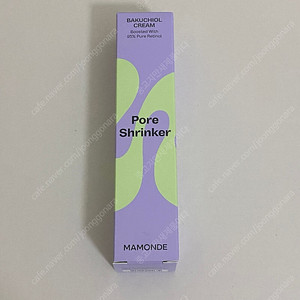 BAKUCHIOL
CREAM
Boosted With
20% Pure Retinol
Pore
Shrinker
MAMONDE